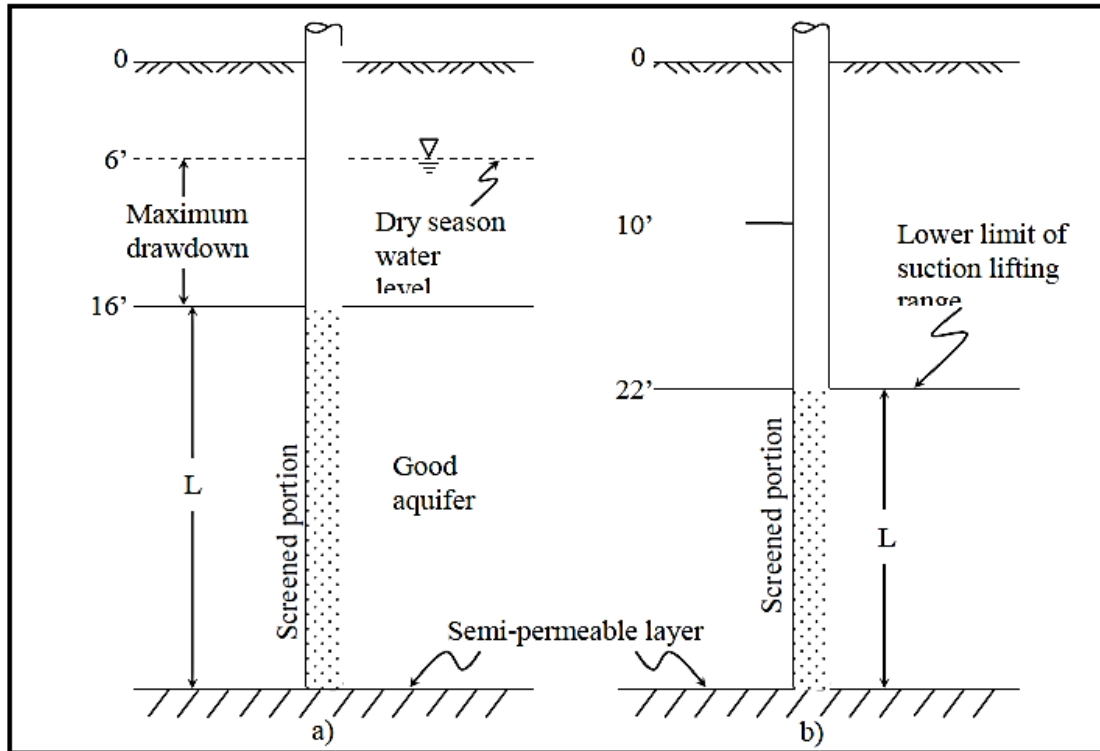 0
6’
Maximum
drawdown
16’
L
Screened portion
Dry season
water
level
Good
aquifer
Semi-permeable layer
a)
0
10’
22’
Lower limit of
suction lifting
range
Screened portion
L
b)